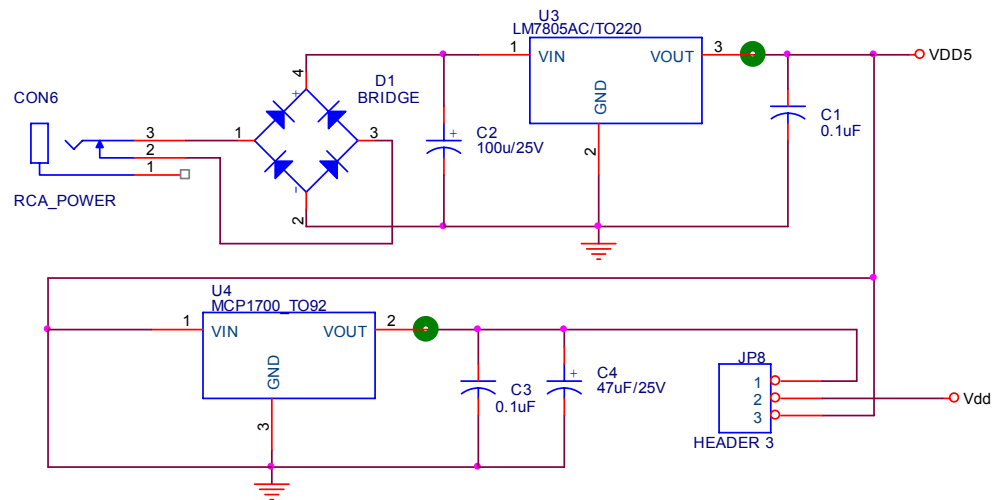 U3
LM7805AC/TO220
1
VIN
VOUT
3
GND
2
VDD5
C1
0.1uF
D1
BRIDGE
4
+
1
3
-
2
CON6
3
2
1
RCA_POWER
+
C2
100u/25V
U4
MCP1700_TO92
1
VIN
VOUT
2
GND
3
C3
0.1uF
+
C4
47uF/25V
JP8
1
2
3
HEADER 3
Vdd